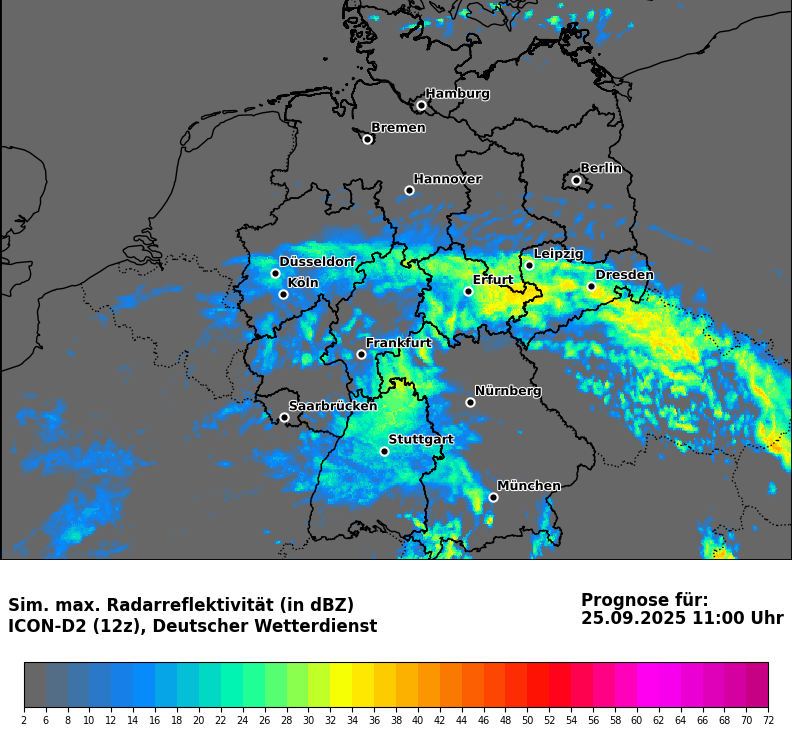 Hamburg
Bremen
Berlin
Hannover
Leipzig
Düsseldorf
Dresden
Köln
Erfurt
Frankfurt
Nürnberg
Saarbrücken
Stuttgart
München
Sim. max. Radarreflektivität (in dBZ)
ICON-D2 (12z), Deutscher Wetterdienst
Prognose für:
25.09.2025 11:00 Uhr
2 6 8 10 12 14 16 18 20 22 24 26 28 30 32 34 36 38 40 42 44 46 48 50 52 54 56 58 60 62 64 66 68 70 72